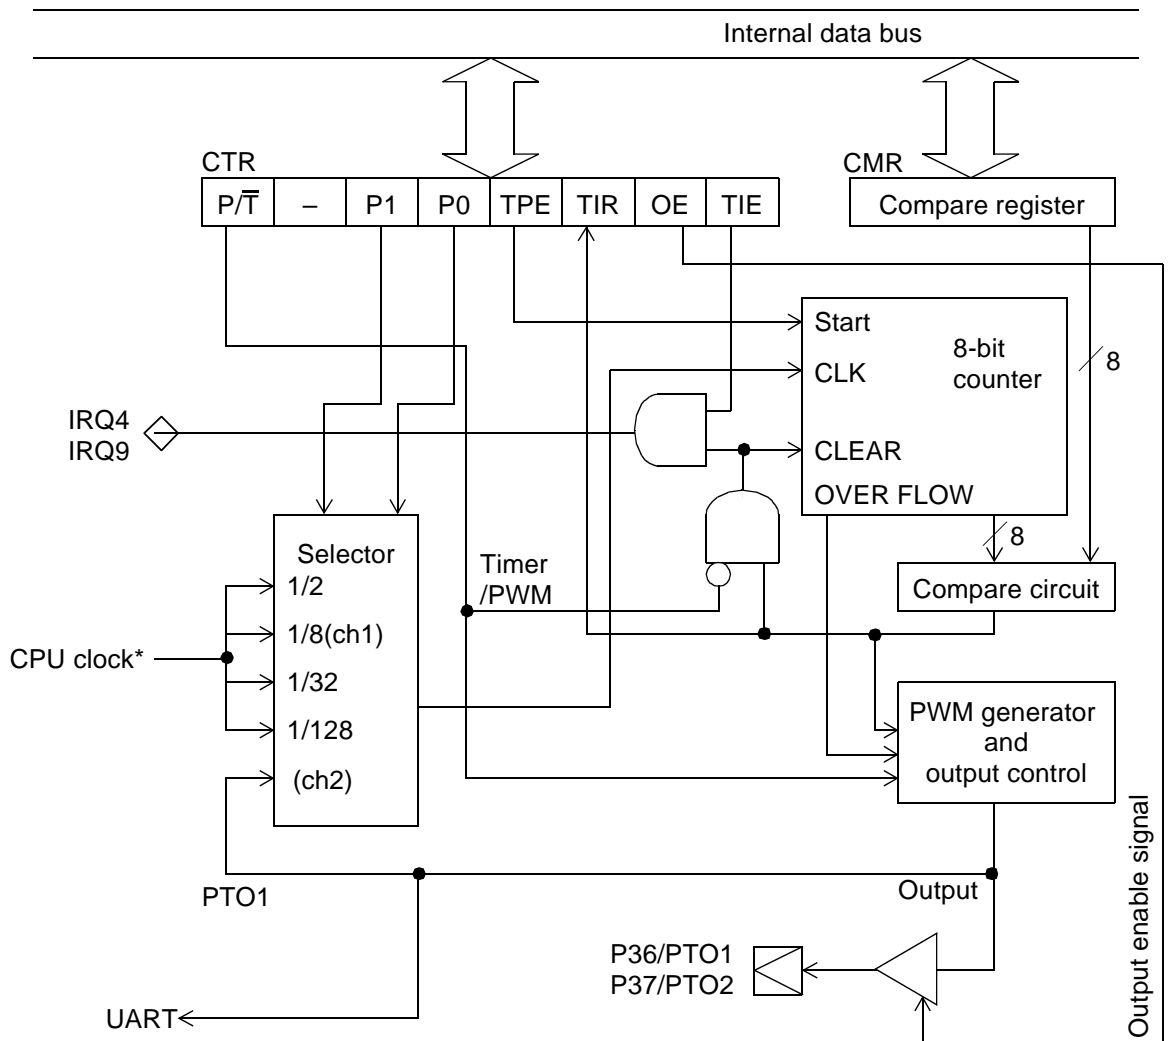 Internal data bus
CTR
CMR
P/T̅
–
P1
P0
TPE
TIR
OE
TIE
Compare register
Start
8-bit
counter
CLK
8
IRQ4
IRQ9
CLEAR
OVER FLOW
8
Selector
Timer
/PWM
1/2
Compare circuit
1/8(ch1)
CPU clock*
1/32
1/128
PWM generator
and
output control
(ch2)
PTO1
Output
Output enable signal
P36/PTO1
P37/PTO2
UART